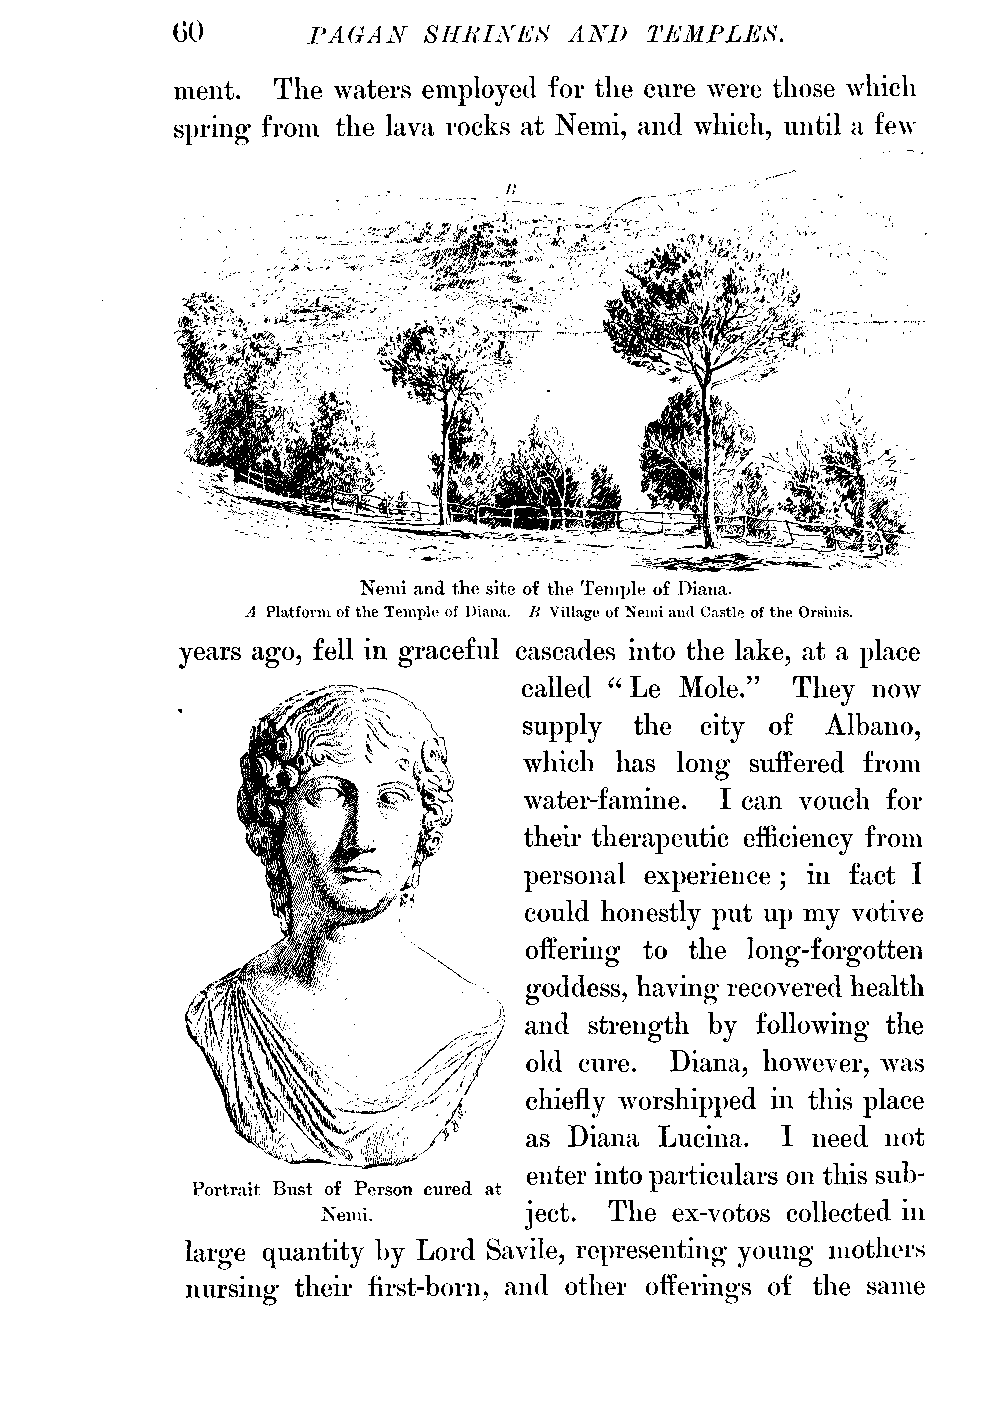 60 PAGAN SHRINES AND TEMPLES.
ment. The waters employed for the cure were those which
spring from the lava rocks at Nemi, and which, until a few
B
Nemi and the site of the Temple of Diana.
A Platform of the Temple of Diana. B Village of Nemi and Castle of the Orsinis.
years ago, fell in graceful cascades into the lake, at a place
called “Le Mole.” They now
supply the city of Albano,
which has long suffered from
water-famine. I can vouch for
their therapeutic efficiency from
personal experience; in fact I
could honestly put up my votive
offering to the long-forgotten
goddess, having recovered health
and strength by following the
old cure. Diana, however, was
chiefly worshipped in this place
as Diana Lucina. I need not
enter into particulars on this sub-
ject. The ex-votos collected in
Portrait Bust of Person cured at
Nemi.
large quantity by Lord Savile, representing young mothers
nursing their first-born, and other offerings of the same